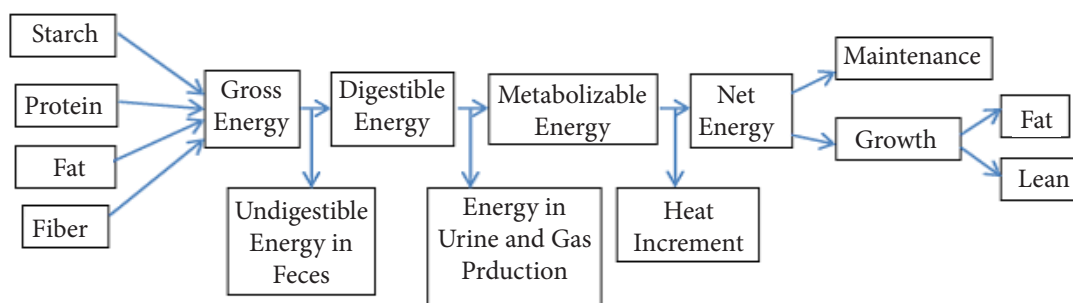 Starch
Protein
Fat
Fiber
Gross
Energy
Undigestible
Energy in
Feces
Digestible
Energy
Energy in
Urine and Gas
Prduction
Metabolizable
Energy
Heat
Increment
Net
Energy
Maintenance
Growth
Fat
Lean